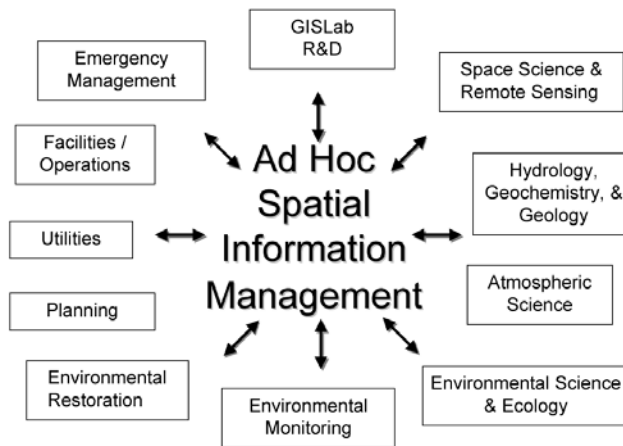 GISLab
R&D
Emergency
Management
Space Science &
Remote Sensing
Facilities /
Operations
Ad Hoc
Spatial
Information
Management
Hydrology,
Geochemistry, &
Geology
Utilities
Atmospheric
Science
Planning
Environmental
Restoration
Environmental
Monitoring
Environmental Science
& Ecology